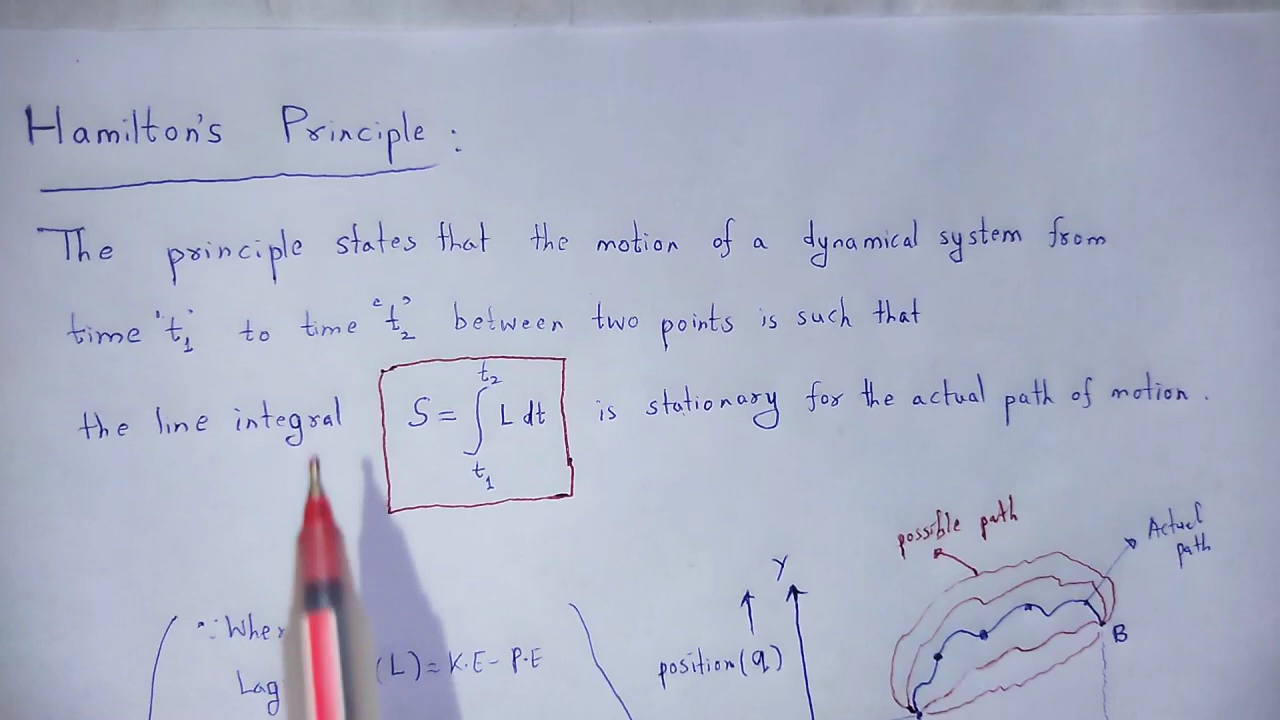 Hamilton's Principle :
The principle states that the motion of a dynamical system from
time 't₁' to time 't₂' between two points is such that
the line integral S = ∫ₜ₁ᵗ² L dt is stationary for the actual path of motion.
possible path
Actual path
Y
B
position (q)
(L) = K.E - P.E